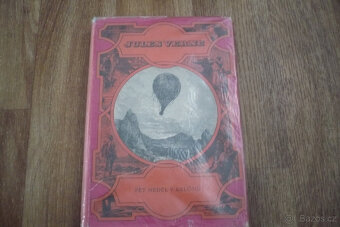 JULES VERNE
PĚT NEDĚL V BALÓNU
bazos.cz